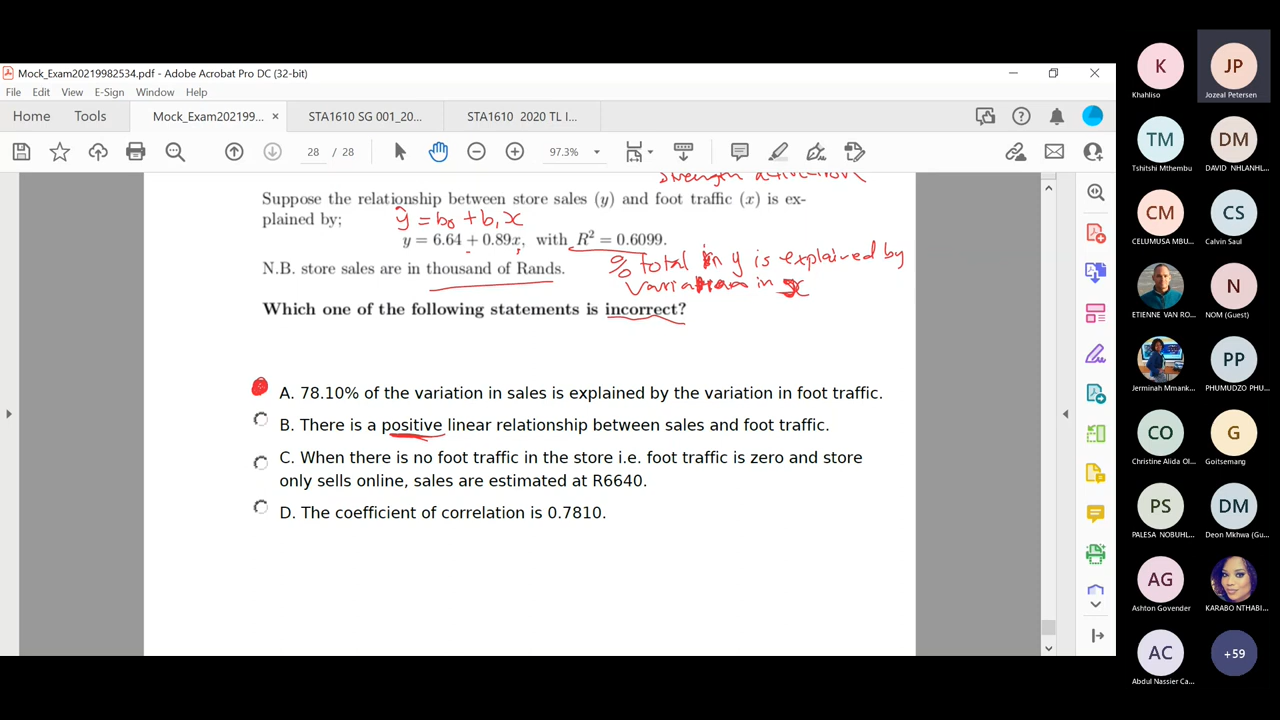 Mock_Exam20219982534.pdf - Adobe Acrobat Pro DC (32-bit)
File Edit View E-Sign Window Help
Home Tools Mock_Exam202199... × STA1610 SG 001_20... STA1610 2020 TL I...
28 / 28 97.3%
strength
Suppose the relationship between store sales (y) and foot traffic (x) is ex-
plained by;
ŷ = b₀ + b₁x
y = 6.64 + 0.89x, with R² = 0.6099.
% total in y is explained by
N.B. store sales are in thousand of Rands.
variation in x
Which one of the following statements is incorrect?
A. 78.10% of the variation in sales is explained by the variation in foot traffic.
B. There is a positive linear relationship between sales and foot traffic.
C. When there is no foot traffic in the store i.e. foot traffic is zero and store
only sells online, sales are estimated at R6640.
D. The coefficient of correlation is 0.7810.
K JP
Khahliso Jozeal Petersen
TM DM
Tshitshi Mthembu DAVID NHLANHL...
CM CS
CELUMUSA MBU... Calvin Saul
N
ETIENNE VAN RO... NOM (Guest)
PP
Jerminah Mmank... PHUMUDZO PHU...
CO G
Christine Alida Ol... Goitsemang
PS DM
PALESA NOBUHL... Deon Mkhwa (Gu...
AG
Ashton Govender KARABO NTHABI...
AC +59
Abdul Nassier Ca...